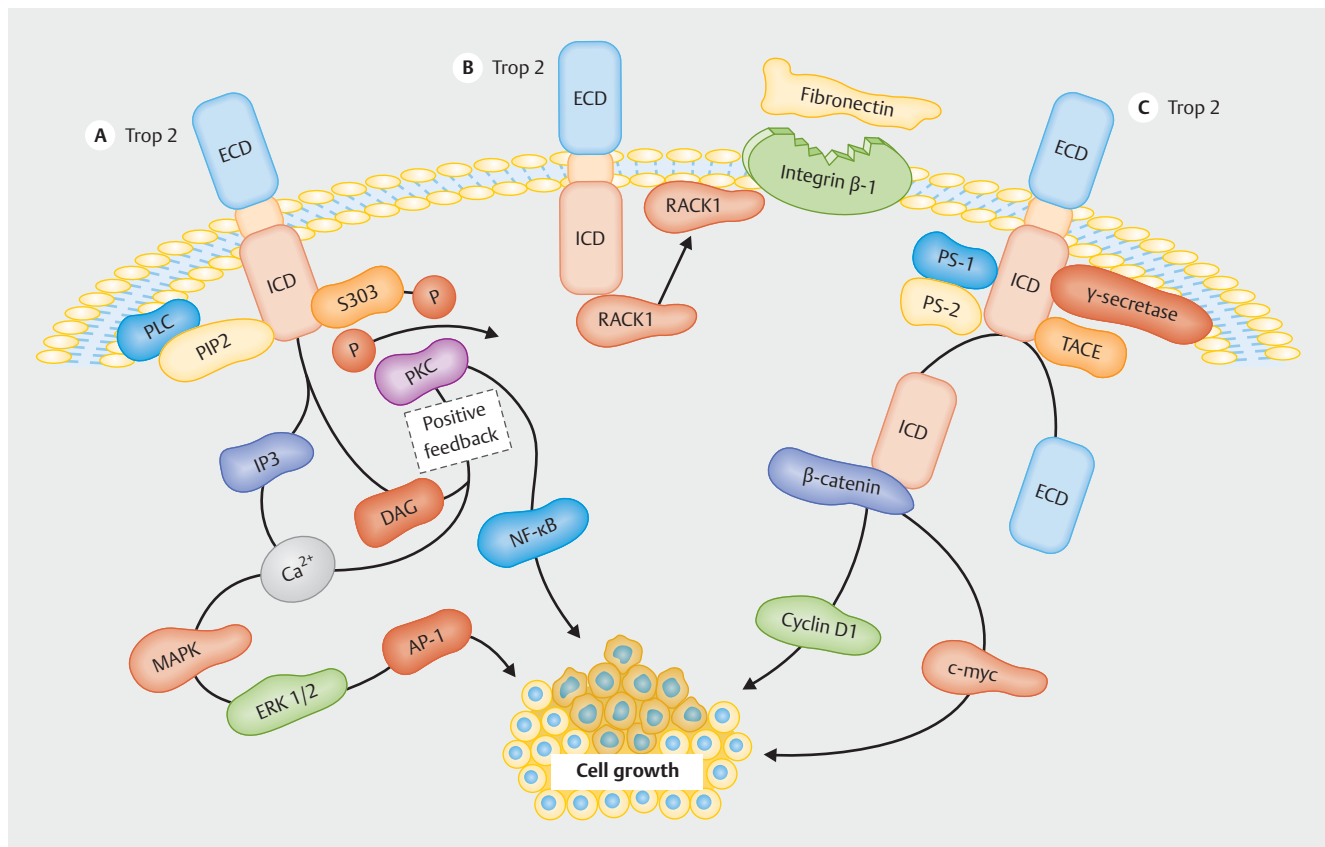 A Trop 2
ECD
ICD
PLC
PIP2
S303
P
P
PKC
Positive
feedback
IP3
DAG
Ca2+
NF-κB
MAPK
ERK 1/2
AP-1
B Trop 2
ECD
ICD
RACK1
RACK1
Fibronectin
Integrin β-1
C Trop 2
ECD
ICD
PS-1
PS-2
γ-secretase
TACE
ICD
β-catenin
ECD
Cyclin D1
c-myc
Cell growth